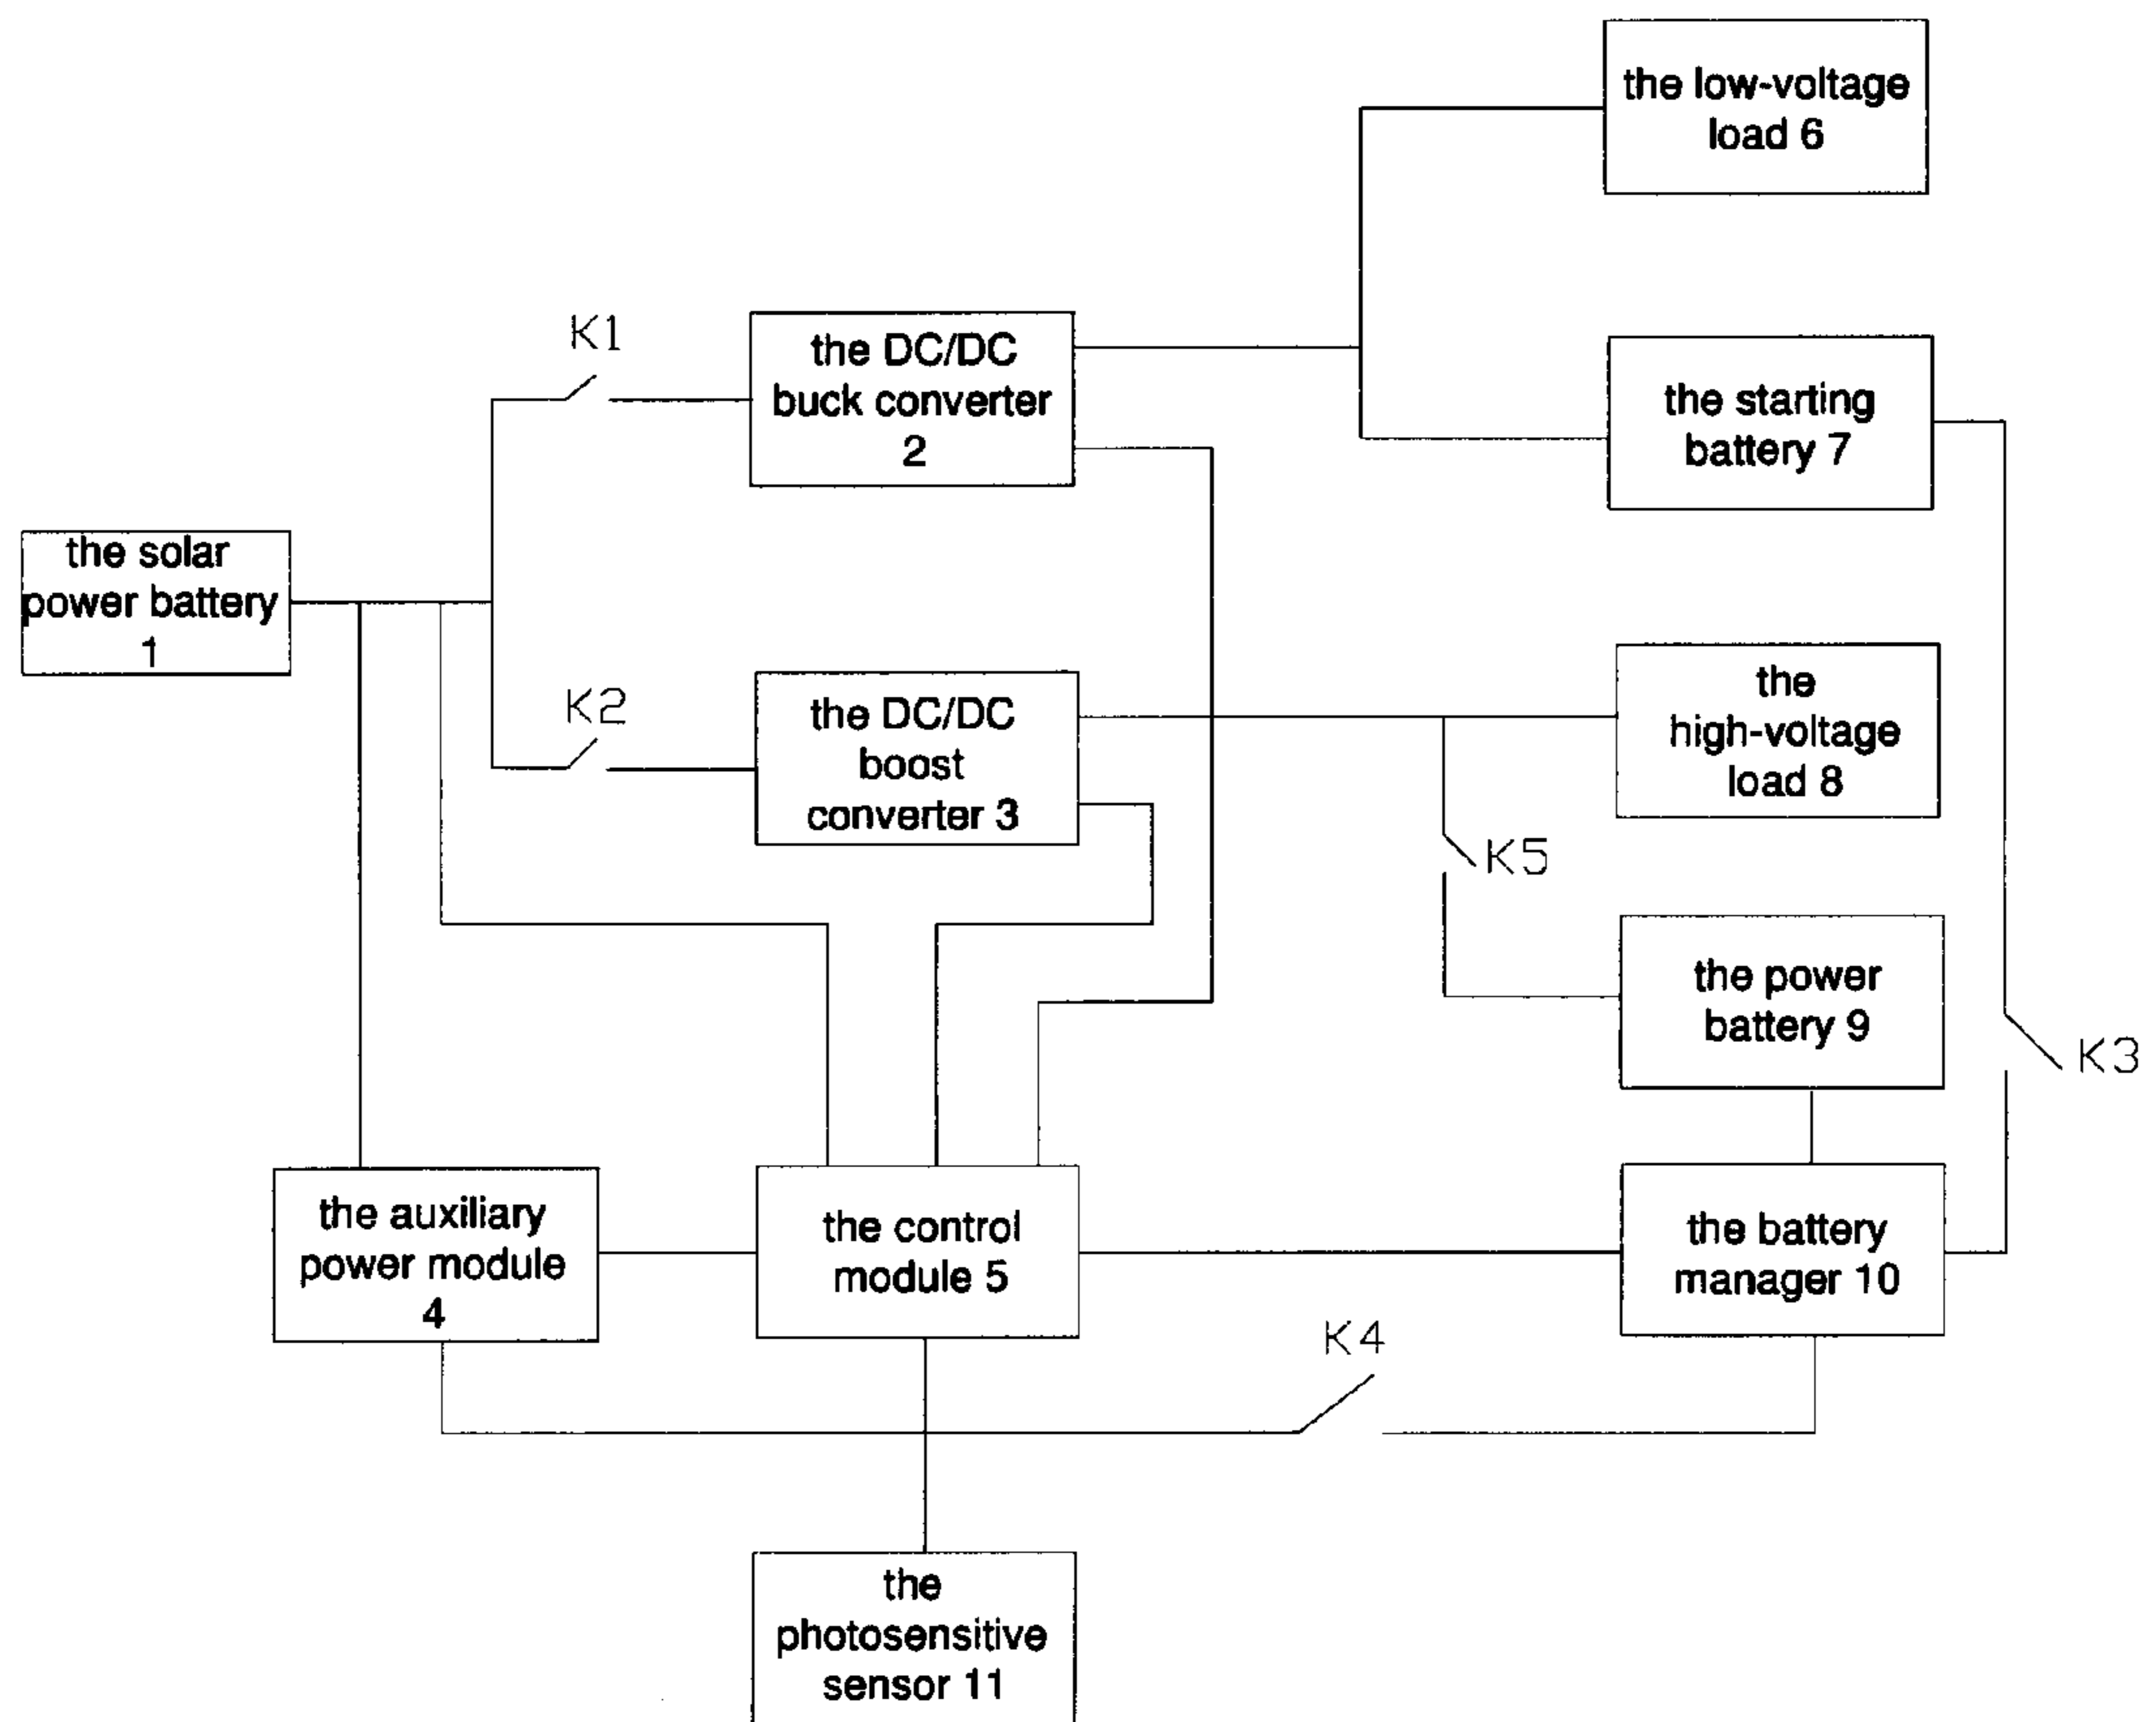 the low-voltage
load 6
K1
the DC/DC
buck converter
2
the starting
battery 7
the solar
power battery
1
K2
the DC/DC
boost
converter 3
the
high-voltage
load 8
K5
the power
battery 9
K3
the auxiliary
power module
4
the control
module 5
the battery
manager 10
K4
the
photosensitive
sensor 11